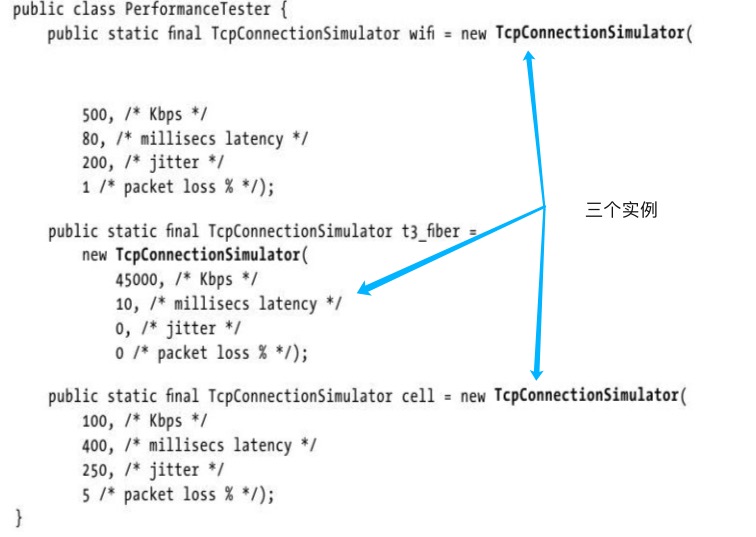 public class PerformanceTester {
public static final TcpConnectionSimulator wifi = new TcpConnectionSimulator(
500, /* Kbps */
80, /* millisecs latency */
200, /* jitter */
1 /* packet loss % */);
三个实例
public static final TcpConnectionSimulator t3_fiber =
new TcpConnectionSimulator(
45000, /* Kbps */
10, /* millisecs latency */
0, /* jitter */
0 /* packet loss % */);
public static final TcpConnectionSimulator cell = new TcpConnectionSimulator(
100, /* Kbps */
400, /* millisecs latency */
250, /* jitter */
5 /* packet loss % */);
}